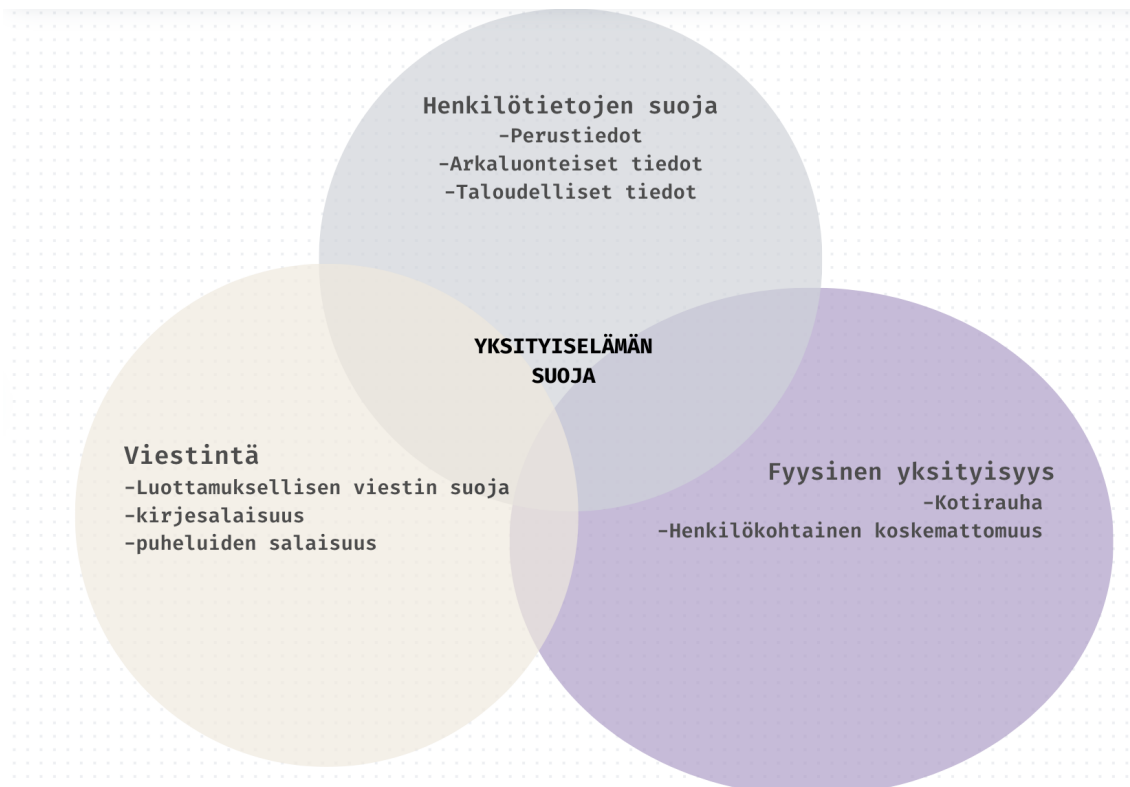 Henkilötietojen suoja
-Perustiedot
-Arkaluonteiset tiedot
-Taloudelliset tiedot
YKSITYISELÄMÄN
SUOJA
Viestintä
-Luottamuksellisen viestin suoja
-kirjesalaisuus
-puheluiden salaisuus
Fyysinen yksityisyys
-Kotirauha
-Henkilökohtainen koskemattomuus